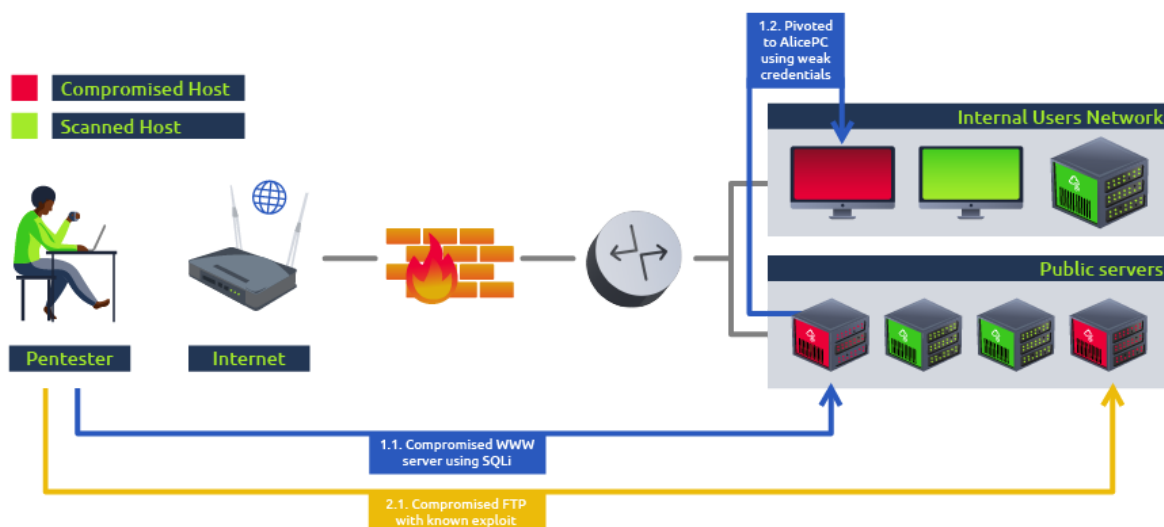 1.2. Pivoted
to AlicePC
using weak
credentials
Compromised Host
Scanned Host
Internal Users Network
Public servers
Pentester
Internet
1.1. Compromised WWW
server using SQLi
2.1. Compromised FTP
with known exploit